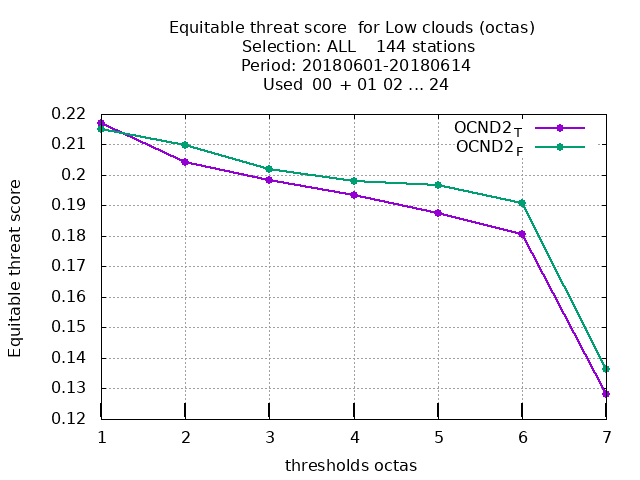 Equitable threat score  for Low clouds (octas)
Selection: ALL    144 stations
Period: 20180601-20180614
Used  00 + 01 02 ... 24
OCND2T
OCND2F
0.22
0.21
0.2
0.19
0.18
0.17
0.16
0.15
0.14
0.13
0.12
Equitable threat score
1 2 3 4 5 6 7
thresholds octas